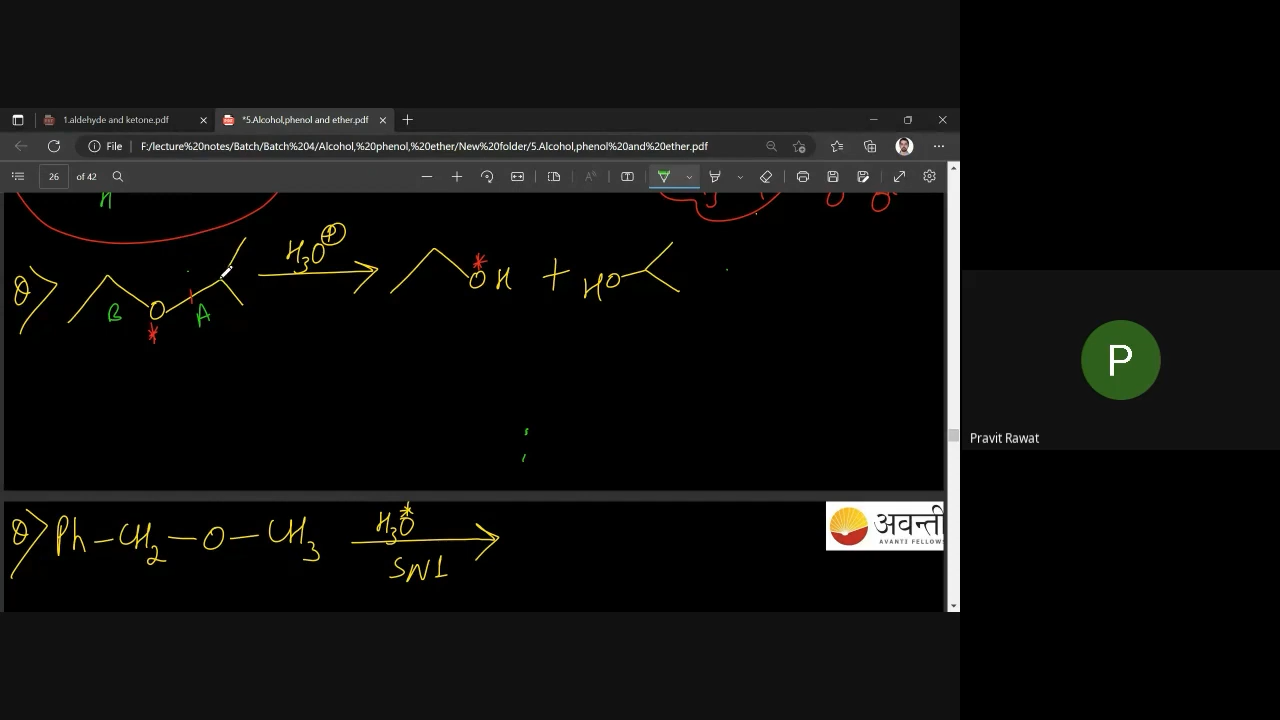 1.aldehyde and ketone.pdf
*5.Alcohol,phenol and ether.pdf
File
F:/lecture%20notes/Batch/Batch%204/Alcohol,%20phenol,%20ether/New%20folder/5.Alcohol,phenol%20and%20ether.pdf
26 of 42
H
Q> O * B A H3O⊕ *OH + HO
Pravit Rawat
P
Q> Ph-CH2-O-CH3 H3O* SN1
अवन्ती
AVANTI FELLOWS